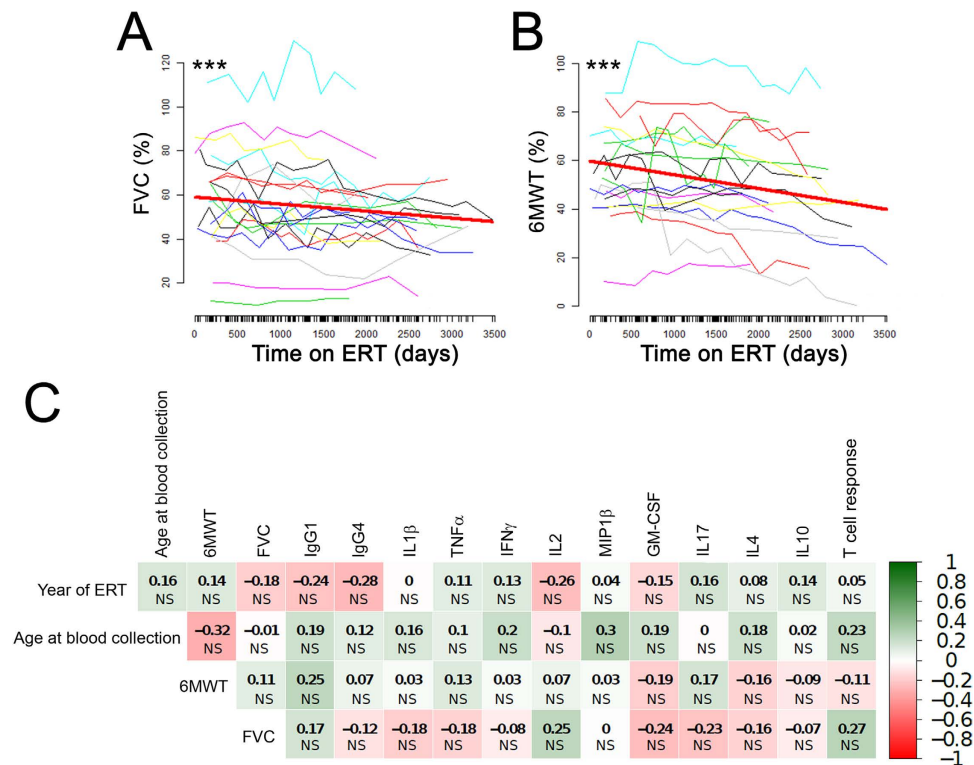 A
B
***
***
FVC (%)
120
100
80
60
40
20
0 500 1000 1500 2000 2500 3000 3500
Time on ERT (days)
6MWT (%)
100
80
60
40
20
0
0 500 1000 1500 2000 2500 3000 3500
Time on ERT (days)
C
Age at blood collection
6MWT
FVC
IgG1
IgG4
IL1β
TNFα
IFNγ
IL2
MIP1β
GM-CSF
IL17
IL4
IL10
T cell response
Year of ERT
0.16 0.14 −0.18 −0.24 −0.28 0 0.11 0.13 −0.26 0.04 −0.15 0.16 0.08 0.14 0.05
NS NS NS NS NS NS NS NS NS NS NS NS NS NS NS
Age at blood collection
−0.32 −0.01 0.19 0.12 0.16 0.1 0.2 −0.1 0.3 0.19 0 0.18 0.02 0.23
NS NS NS NS NS NS NS NS NS NS NS NS NS NS
6MWT
0.11 0.25 0.07 0.03 0.13 0.03 0.07 0.03 −0.19 0.17 −0.16 −0.09 −0.11
NS NS NS NS NS NS NS NS NS NS NS NS NS
FVC
0.17 −0.12 −0.18 −0.18 −0.08 0.25 0 −0.24 −0.23 −0.16 −0.07 0.27
NS NS NS NS NS NS NS NS NS NS NS NS
1
0.8
0.6
0.4
0.2
0
−0.2
−0.4
−0.6
−0.8
−1